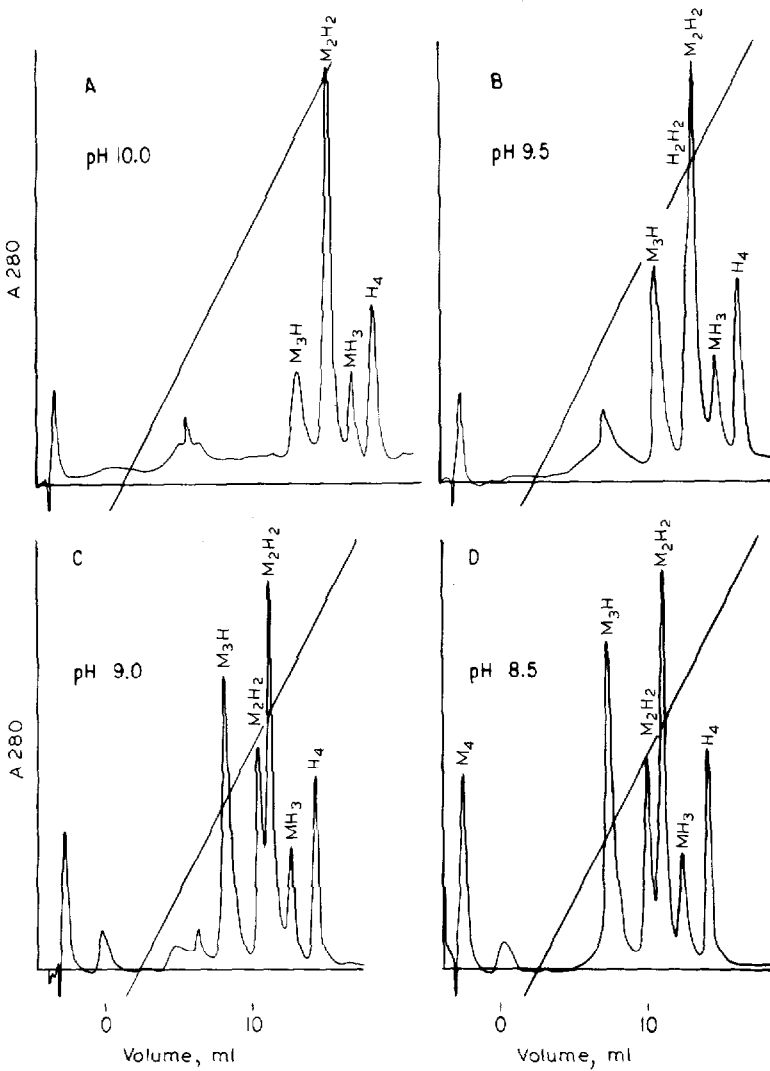 A
pH 10.0
A 280
M₃H
M₂H₂
MH₃
H₄
B
pH 9.5
M₃H
H₂H₂
M₂H₂
MH₃
H₄
C
pH 9.0
A 280
M₃H
M₂H₂
M₂H₂
MH₃
H₄
0
10
Volume, ml
D
pH 8.5
M₄
M₃H
M₂H₂
M₂H₂
MH₃
H₄
0
10
Volume, ml